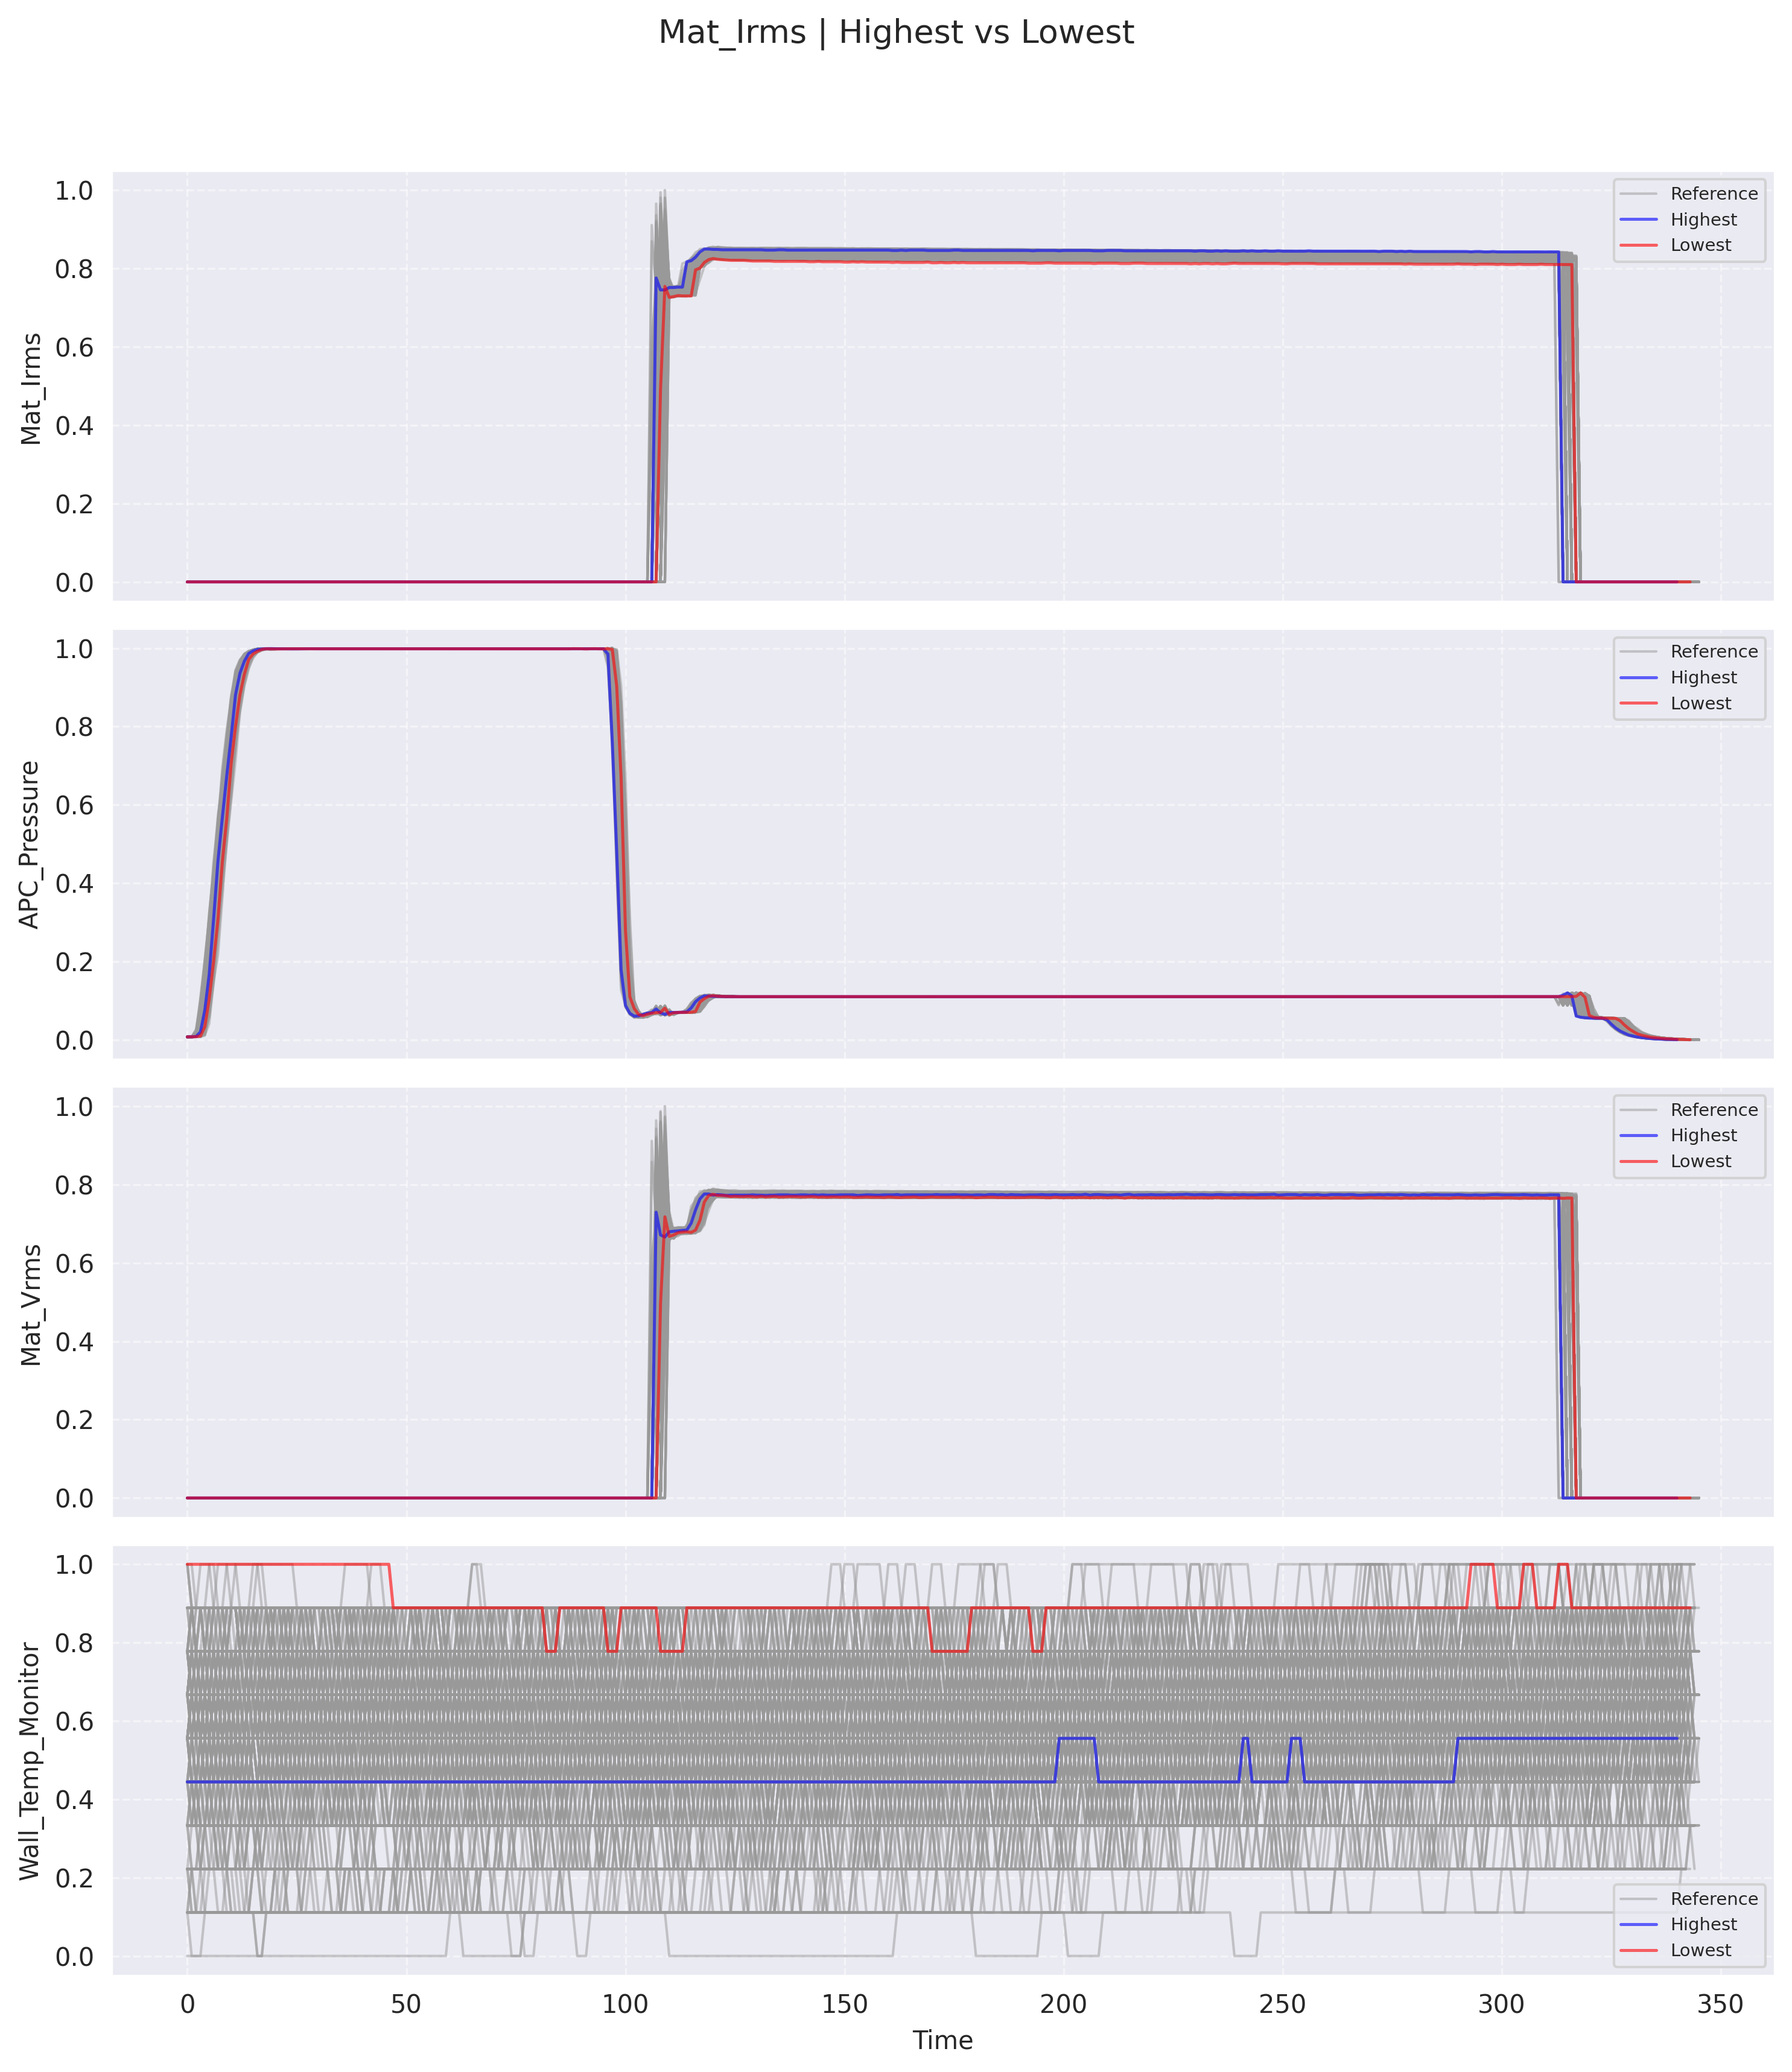 Mat_Irms | Highest vs Lowest
1.0
0.8
0.6
0.4
0.2
0.0
Mat_Irms
Reference
Highest
Lowest
1.0
0.8
0.6
0.4
0.2
0.0
APC_Pressure
Reference
Highest
Lowest
1.0
0.8
0.6
0.4
0.2
0.0
Mat_Vrms
Reference
Highest
Lowest
1.0
0.8
0.6
0.4
0.2
0.0
Wall_Temp_Monitor
Reference
Highest
Lowest
0 50 100 150 200 250 300 350
Time